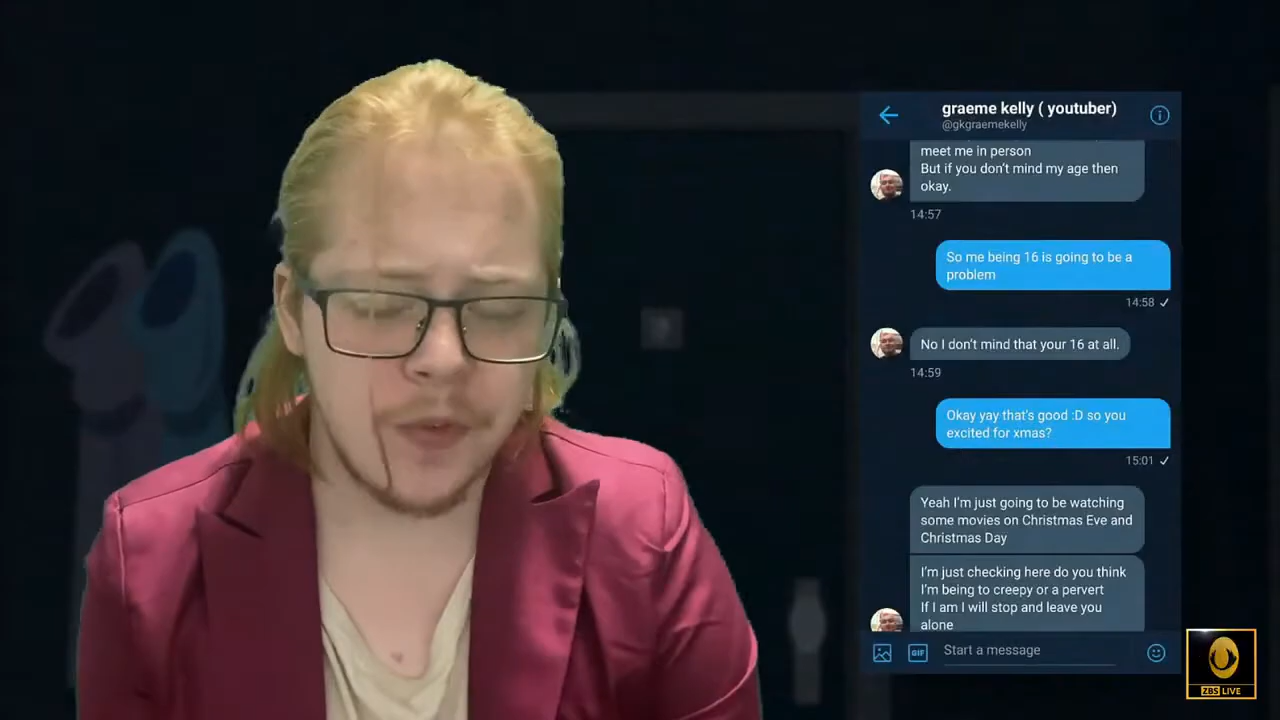 graeme kelly ( youtuber)
@gkgraemekelly
meet me in person
But if you don't mind my age then
okay.
14:57
So me being 16 is going to be a
problem
14:58
No I don't mind that your 16 at all.
14:59
Okay yay that's good :D so you
excited for xmas?
15:01
Yeah I'm just going to be watching
some movies on Christmas Eve and
Christmas Day
I'm just checking here do you think
I'm being to creepy or a pervert
If I am I will stop and leave you
alone
GIF
Start a message
ZBS LIVE